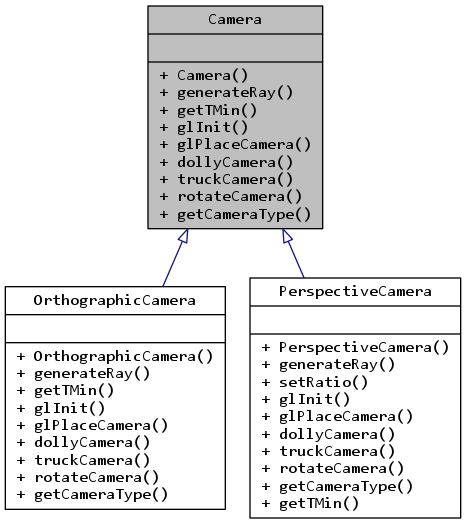 Camera
+ Camera()
+ generateRay()
+ getTMin()
+ glInit()
+ glPlaceCamera()
+ dollyCamera()
+ truckCamera()
+ rotateCamera()
+ getCameraType()
OrthographicCamera
+ OrthographicCamera()
+ generateRay()
+ getTMin()
+ glInit()
+ glPlaceCamera()
+ dollyCamera()
+ truckCamera()
+ rotateCamera()
+ getCameraType()
PerspectiveCamera
+ PerspectiveCamera()
+ generateRay()
+ setRatio()
+ glInit()
+ glPlaceCamera()
+ dollyCamera()
+ truckCamera()
+ rotateCamera()
+ getCameraType()
+ getTMin()